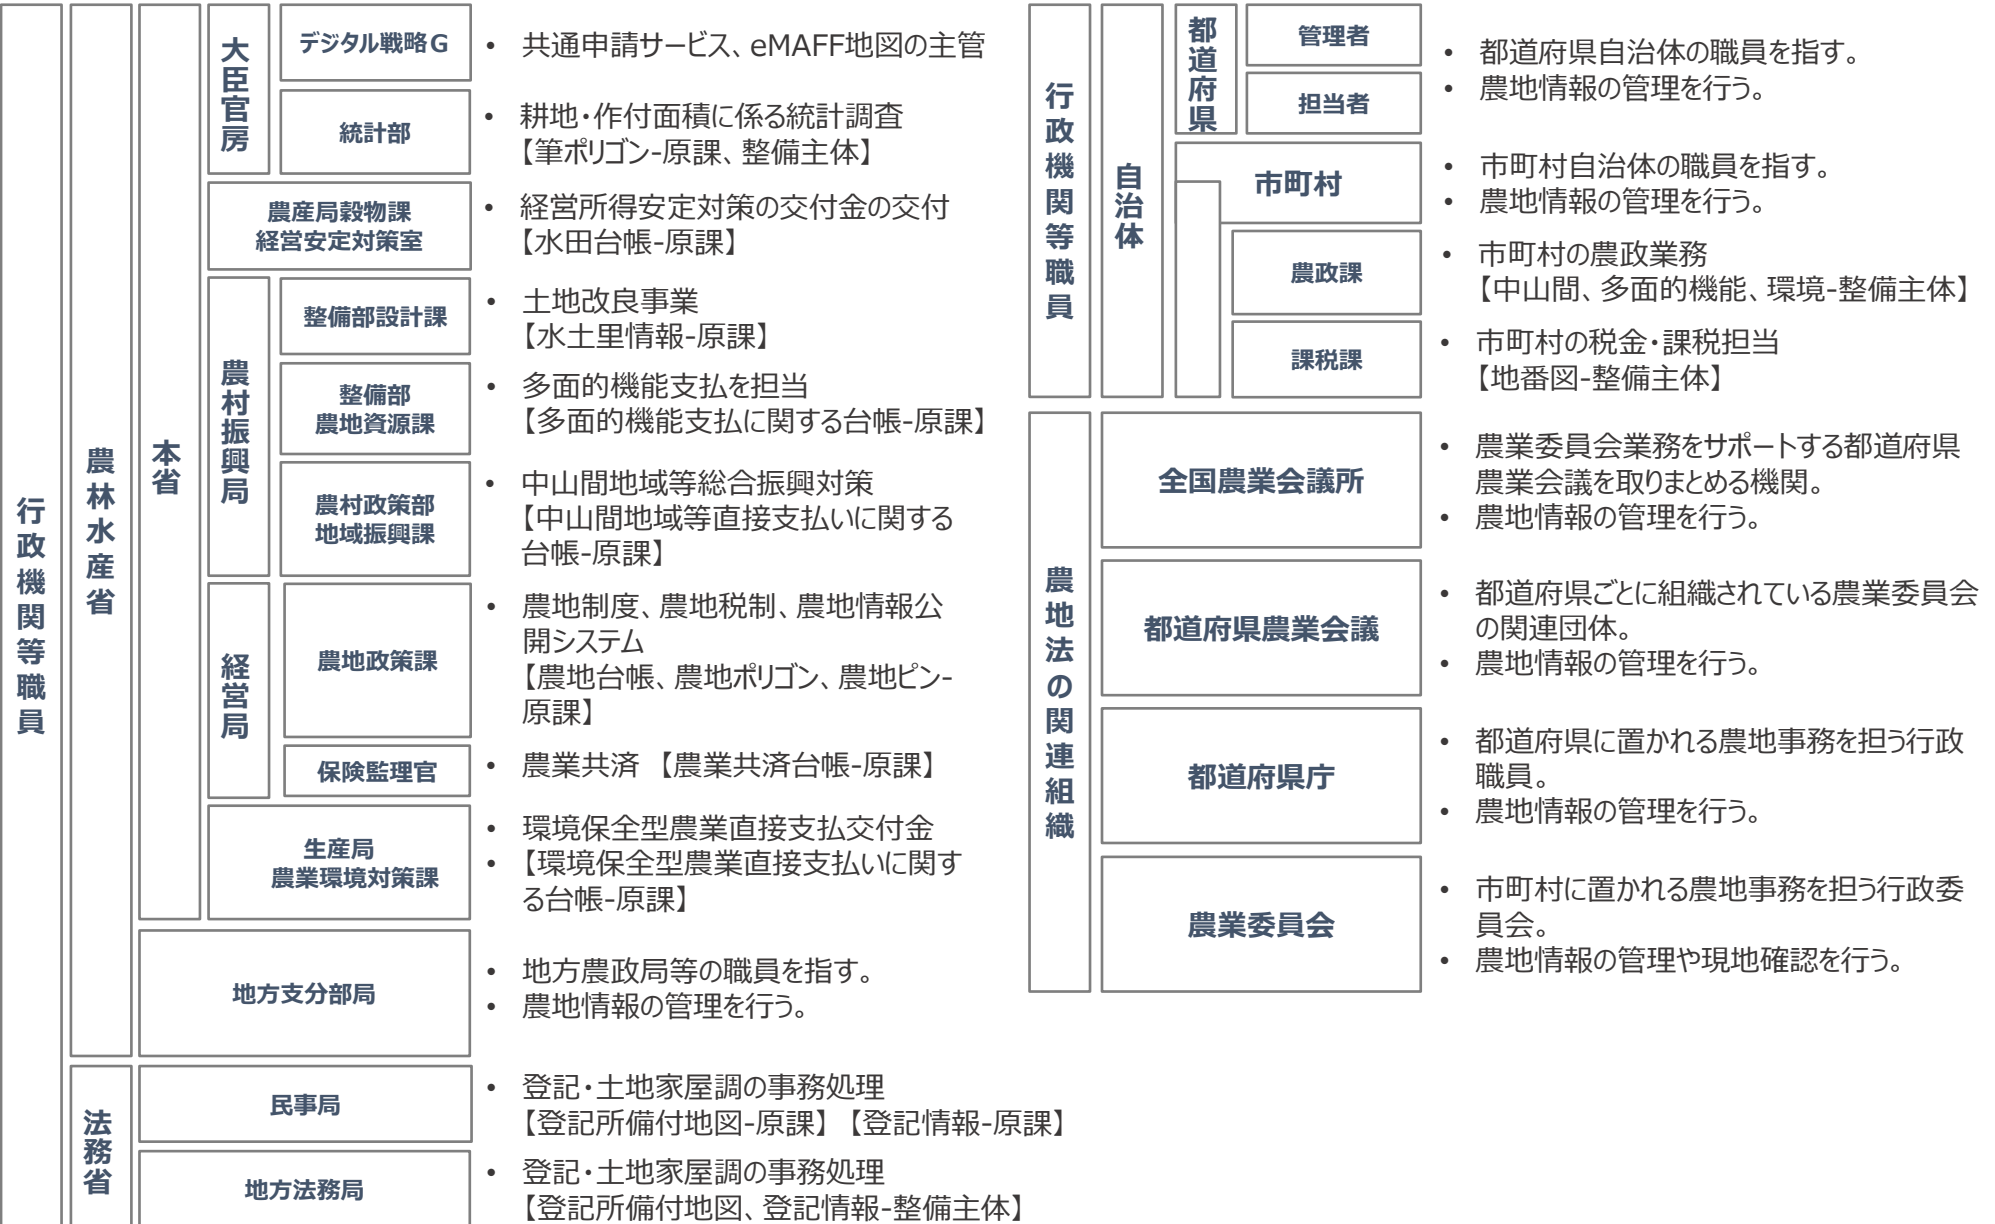 行政機関等職員
農林水産省
本省
大臣官房
デジタル戦略G
• 共通申請サービス、eMAFF地図の主管
統計部
• 耕地・作付面積に係る統計調査
【筆ポリゴン-原課、整備主体】
農産局穀物課
経営安定対策室
• 経営所得安定対策の交付金の交付
【水田台帳-原課】
農村振興局
整備部設計課
• 土地改良事業
【水土里情報-原課】
整備部
農地資源課
• 多面的機能支払を担当
【多面的機能支払に関する台帳-原課】
農村政策部
地域振興課
• 中山間地域等総合振興対策
【中山間地域等直接支払いに関する
台帳-原課】
経営局
農地政策課
• 農地制度、農地税制、農地情報公
開システム
【農地台帳、農地ポリゴン、農地ピン-
原課】
保険監理官
• 農業共済 【農業共済台帳-原課】
生産局
農業環境対策課
• 環境保全型農業直接支払交付金
• 【環境保全型農業直接支払いに関す
る台帳-原課】
地方支分部局
• 地方農政局等の職員を指す。
• 農地情報の管理を行う。
法務省
民事局
• 登記・土地家屋調の事務処理
【登記所備付地図-原課】【登記情報-原課】
地方法務局
• 登記・土地家屋調の事務処理
【登記所備付地図、登記情報-整備主体】
行政機関等職員
自治体
都道府県
管理者
担当者
• 都道府県自治体の職員を指す。
• 農地情報の管理を行う。
市町村
• 市町村自治体の職員を指す。
• 農地情報の管理を行う。
農政課
• 市町村の農政業務
【中山間、多面的機能、環境-整備主体】
課税課
• 市町村の税金・課税担当
【地番図-整備主体】
農地法の関連組織
全国農業会議所
• 農業委員会業務をサポートする都道府県
農業会議を取りまとめる機関。
• 農地情報の管理を行う。
都道府県農業会議
• 都道府県ごとに組織されている農業委員会
の関連団体。
• 農地情報の管理を行う。
都道府県庁
• 都道府県に置かれる農地事務を担う行政
職員。
• 農地情報の管理を行う。
農業委員会
• 市町村に置かれる農地事務を担う行政委
員会。
• 農地情報の管理や現地確認を行う。